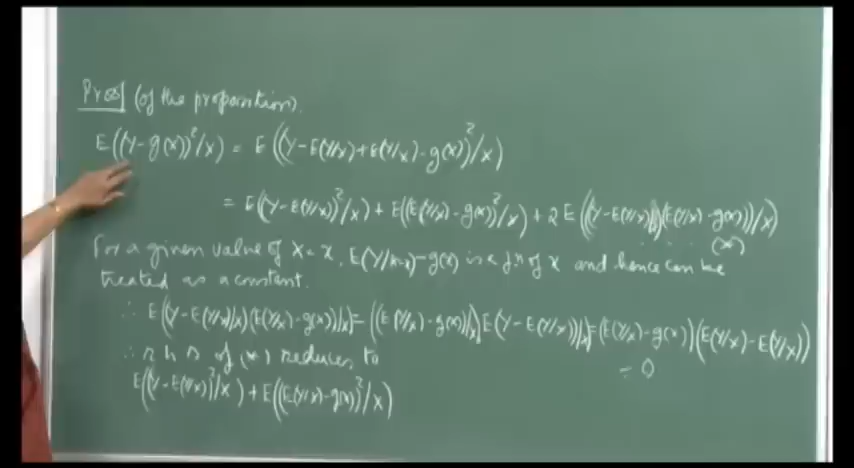 Proof (of the proposition).
E((Y-g(x))²/x) = E((Y-E(Y/x)+E(Y/x)-g(x))²/x)
= E((Y-E(Y/x))²/x) + E((E(Y/x)-g(x))²/x) + 2E((Y-E(Y/x))(E(Y/x)-g(x))/x)
(*)
For a given value of X=x, E(Y/X=x)-g(x) is a fn of x and hence can be
treated as a constant.
∴ E((Y-E(Y/x))(E(Y/x)-g(x))/x) = ((E(Y/x)-g(x))/x)E(Y-E(Y/x))/x) = (E(Y/x)-g(x))(E(Y/x)-E(Y/x))
= 0
∴ r h s of (*) reduces to
E((Y-E(Y/x))²/x) + E((E(Y/x)-g(x))²/x)